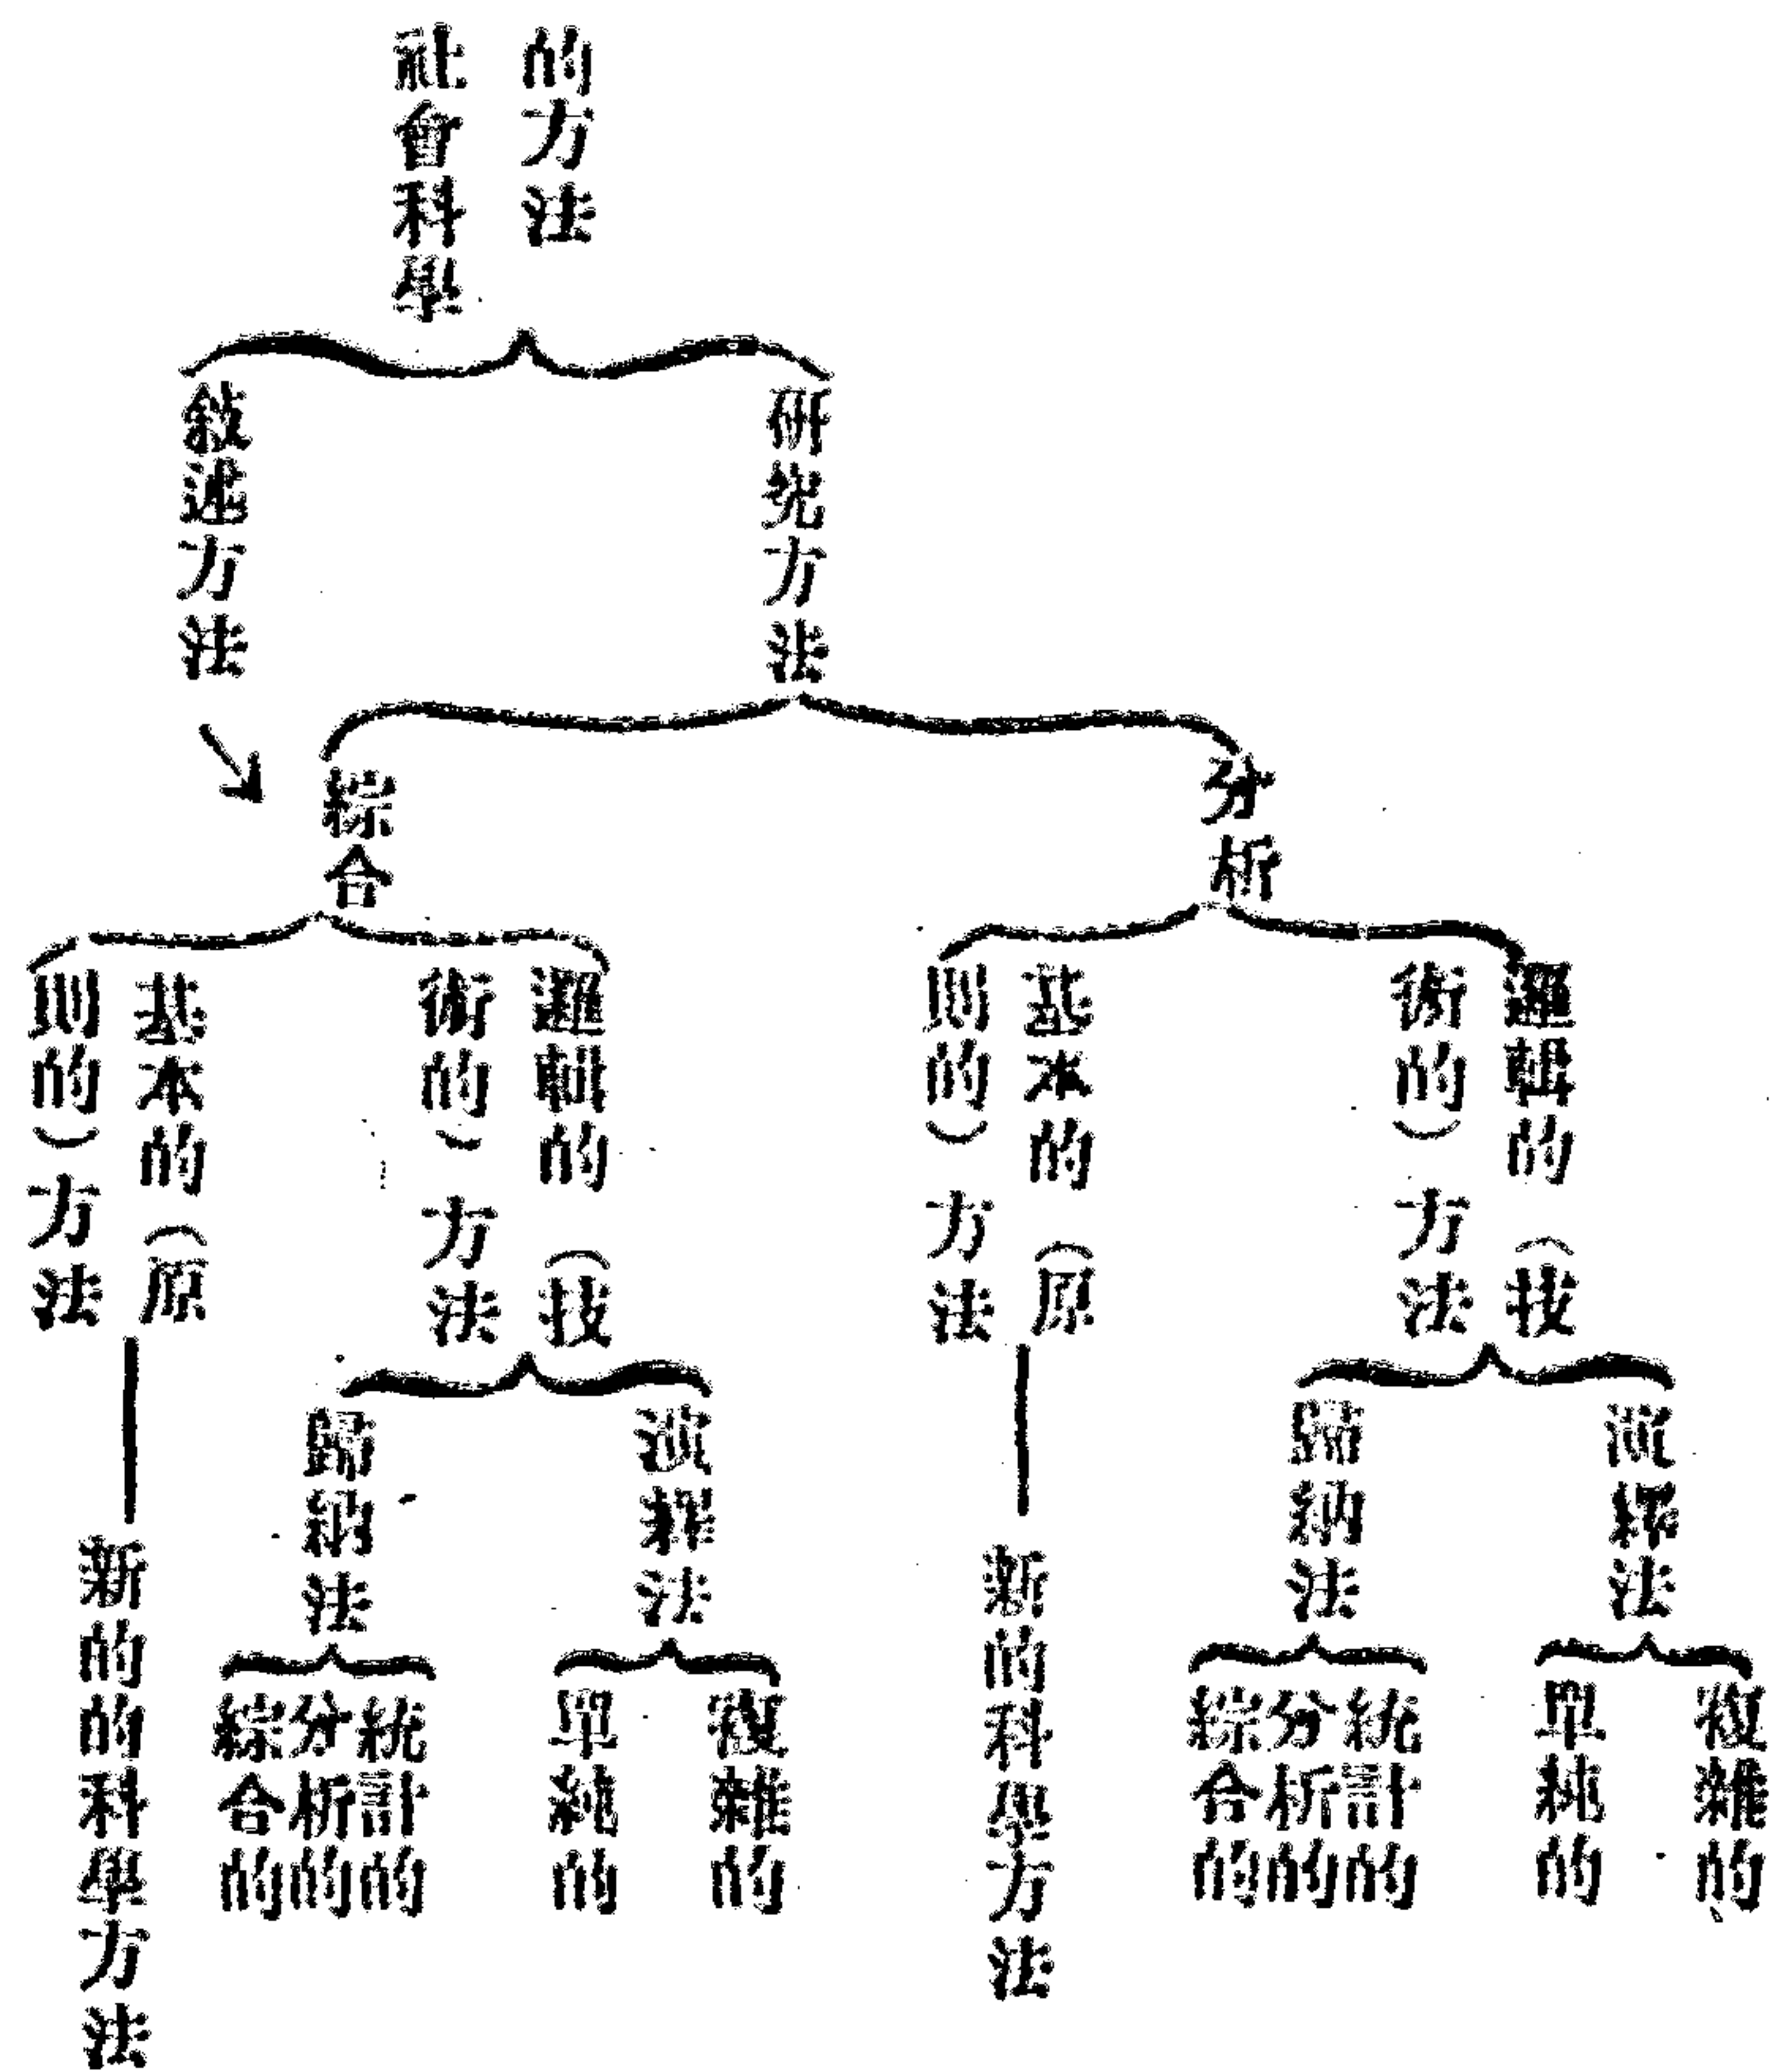 社會科學
的方法
研究方法
敍述方法
分析
綜合
邏輯的（技
術的）方法
基本的（原
則的）方法
邏輯的（技
術的）方法
基本的（原
則的）方法
演繹法
歸納法
新的科學方法
演繹法
歸納法
新的的科學方法
複雜的
單純的
統計的
分析的
綜合的
複雜的
單純的
統計的
分析的
綜合的